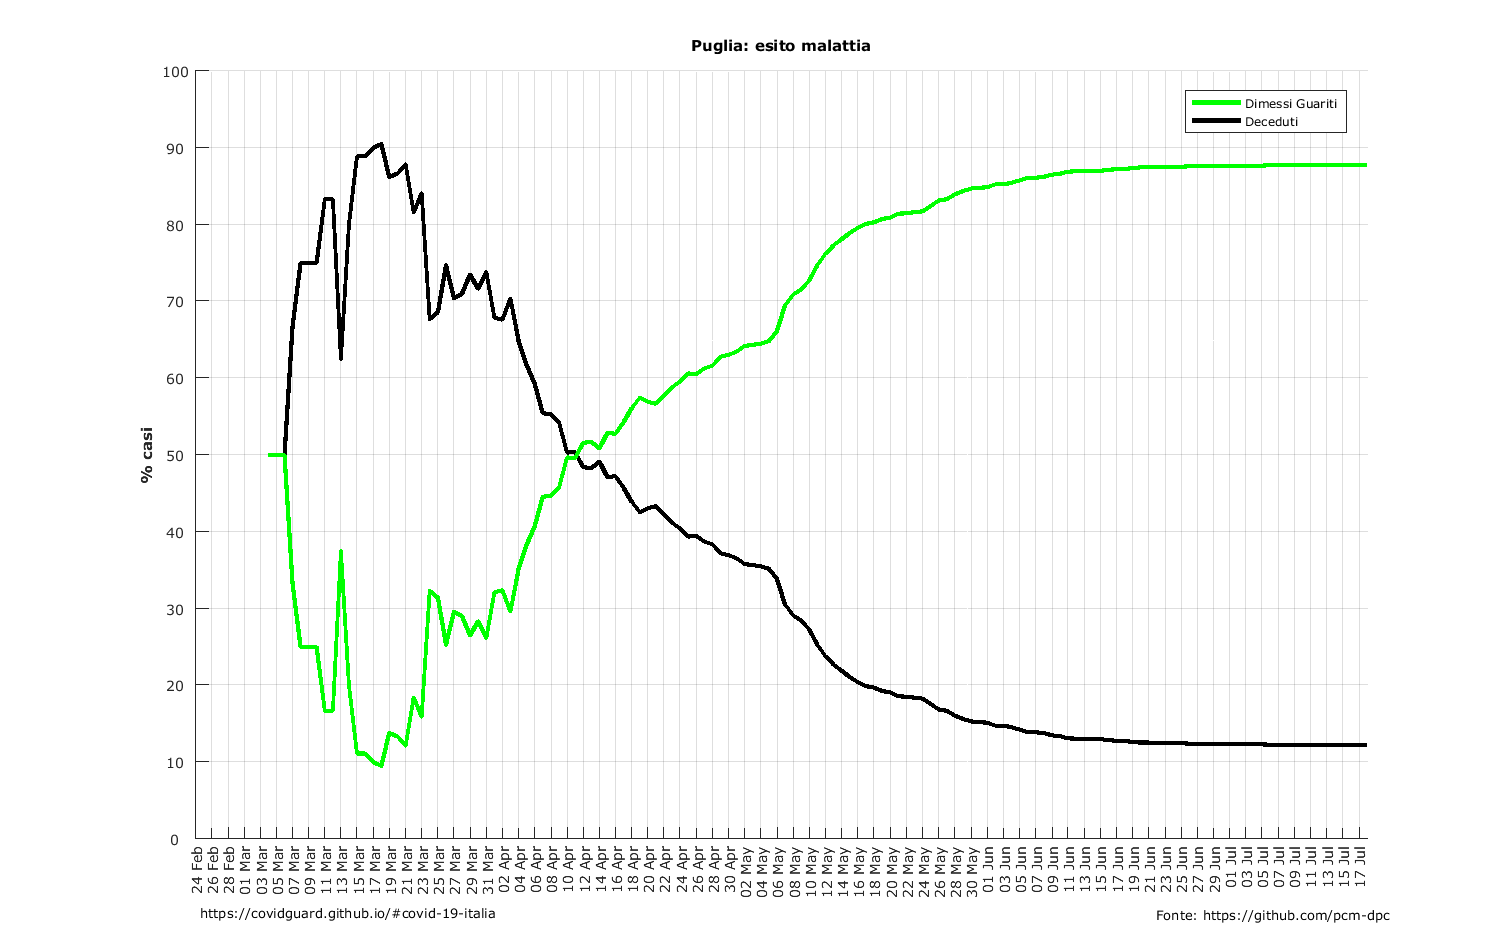 Puglia: esito malattia
100
90
80
70
60
50
40
30
20
10
0
% casi
Dimessi Guariti
Deceduti
24 Feb
26 Feb
28 Feb
01 Mar
03 Mar
05 Mar
07 Mar
09 Mar
11 Mar
13 Mar
15 Mar
17 Mar
19 Mar
21 Mar
23 Mar
25 Mar
27 Mar
29 Mar
31 Mar
02 Apr
04 Apr
06 Apr
08 Apr
10 Apr
12 Apr
14 Apr
16 Apr
18 Apr
20 Apr
22 Apr
24 Apr
26 Apr
28 Apr
30 Apr
02 May
04 May
06 May
08 May
10 May
12 May
14 May
16 May
18 May
20 May
22 May
24 May
26 May
28 May
30 May
01 Jun
03 Jun
05 Jun
07 Jun
09 Jun
11 Jun
13 Jun
15 Jun
17 Jun
19 Jun
21 Jun
23 Jun
25 Jun
27 Jun
29 Jun
01 Jul
03 Jul
05 Jul
07 Jul
09 Jul
11 Jul
13 Jul
15 Jul
17 Jul
https://covidguard.github.io/#covid-19-italia
Fonte: https://github.com/pcm-dpc